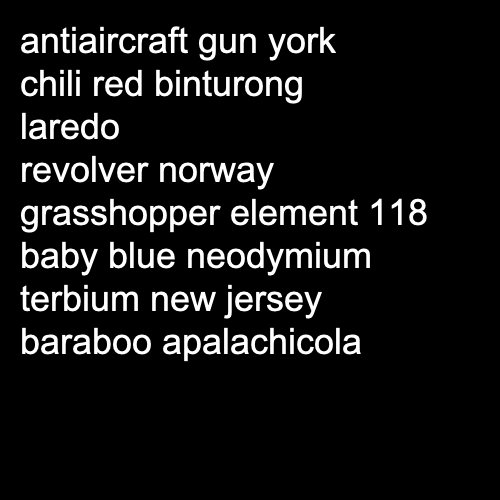 antiaircraft gun york
chili red binturong
laredo
revolver norway
grasshopper element 118
baby blue neodymium
terbium new jersey
baraboo apalachicola